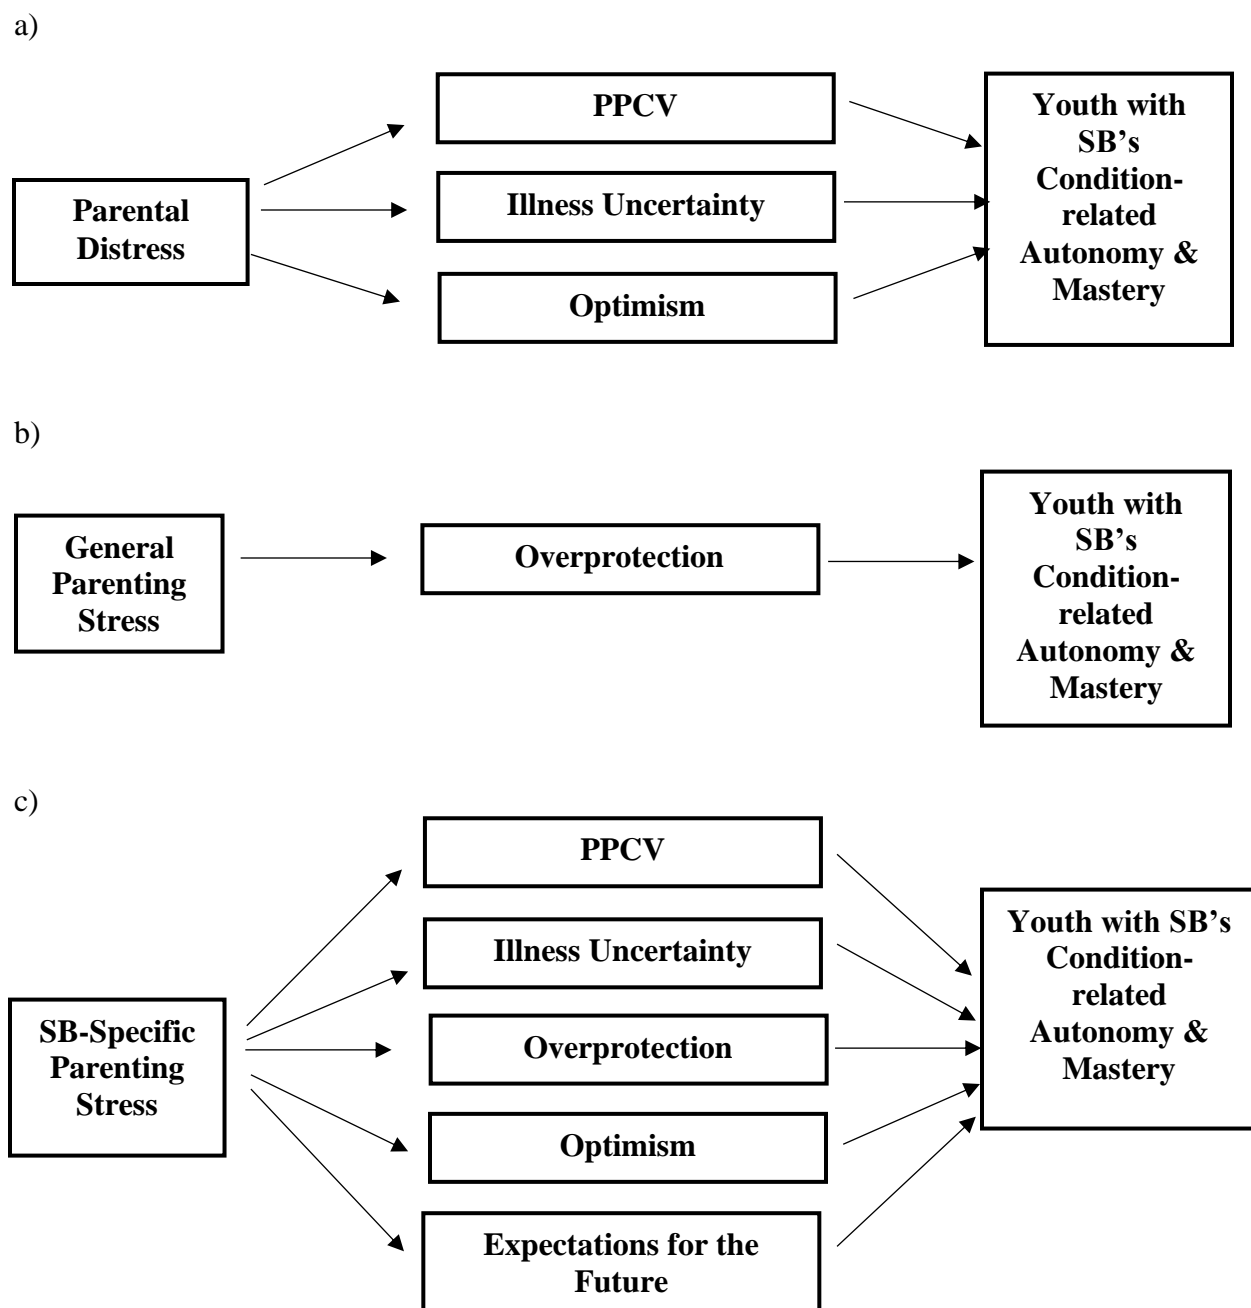 a)
PPCV
Youth with
SB’s
Condition-
related
Autonomy &
Mastery
Illness Uncertainty
Parental
Distress
Optimism
b)
General
Parenting
Stress
Overprotection
Youth with
SB’s
Condition-
related
Autonomy &
Mastery
c)
PPCV
Illness Uncertainty
Youth with SB’s
Condition-
related
Autonomy &
Mastery
SB-Specific
Parenting
Stress
Overprotection
Optimism
Expectations for the
Future